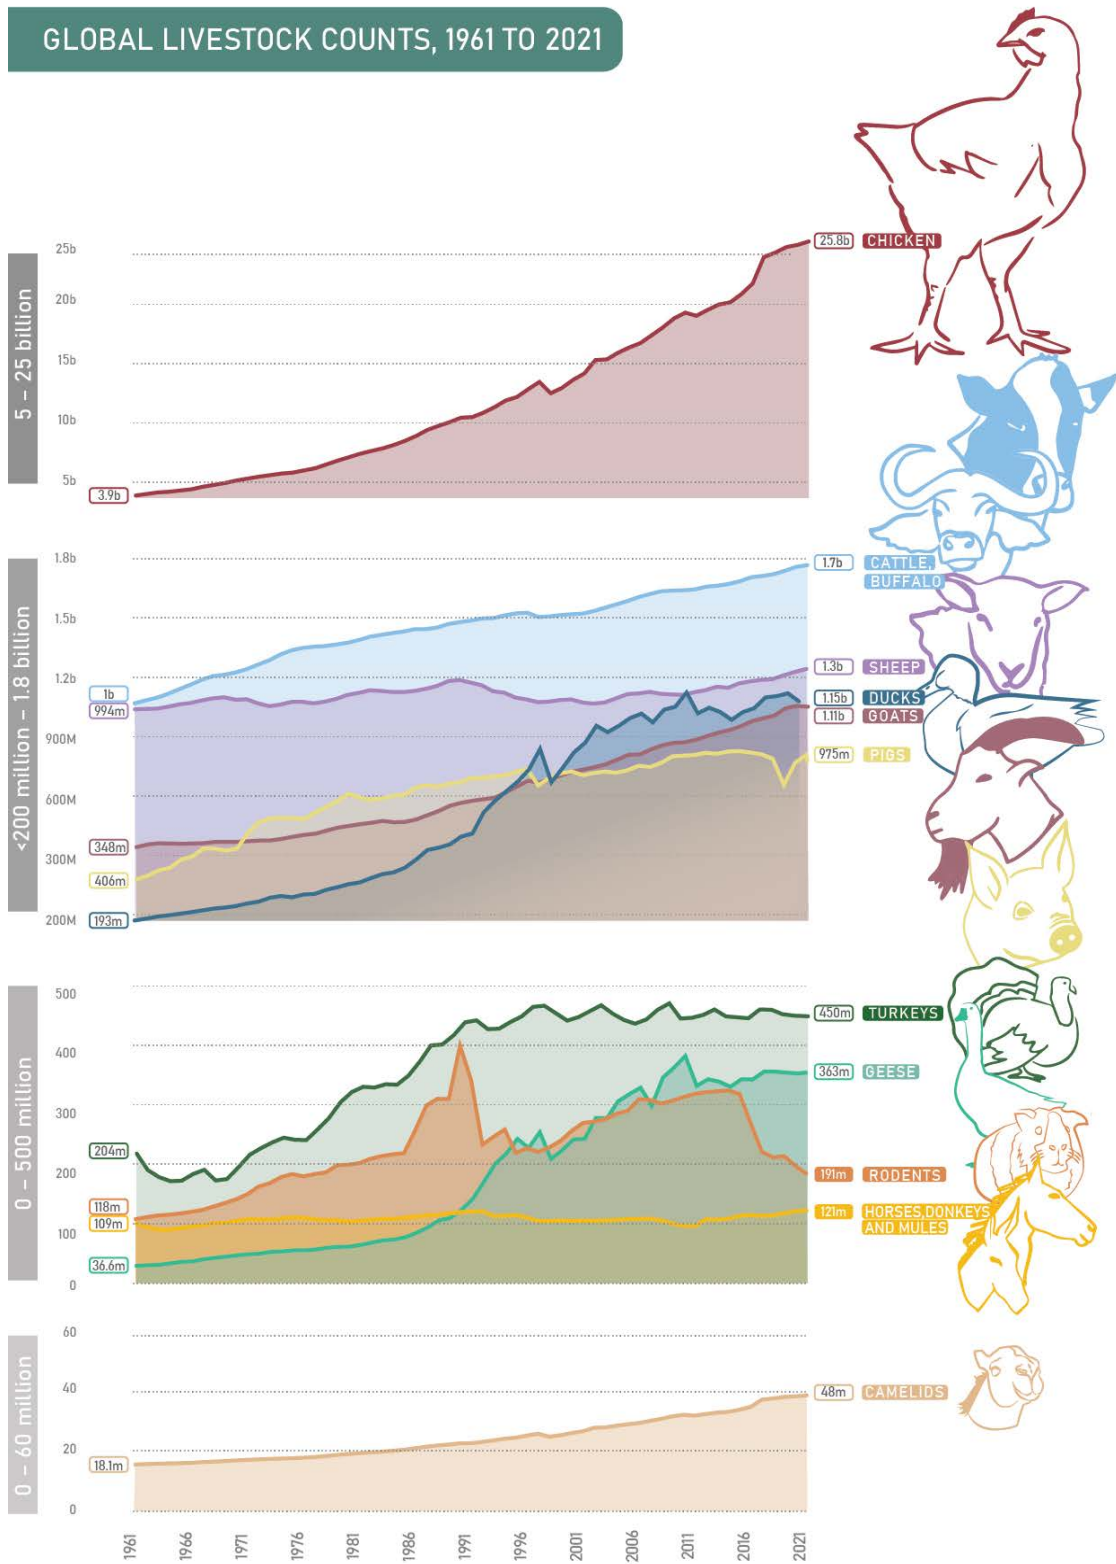 GLOBAL LIVESTOCK COUNTS, 1961 TO 2021
5 – 25 billion
25b
20b
15b
10b
5b
3.9b
25.8b CHICKEN
<200 million – 1.8 billion
1.8b
1.5b
1.2b
900M
600M
300M
200M
1b
994m
348m
406m
193m
1.7b CATTLE,
BUFFALO
1.3b SHEEP
1.15b DUCKS
1.11b GOATS
975m PIGS
0 – 500 million
500
400
300
200
100
0
204m
118m
109m
36.6m
450m TURKEYS
363m GEESE
191m RODENTS
121m HORSES, DONKEYS
AND MULES
0 – 60 million
60
40
20
0
18.1m
48m CAMELIDS
1961 1966 1971 1976 1981 1986 1991 1996 2001 2006 2011 2016 2021